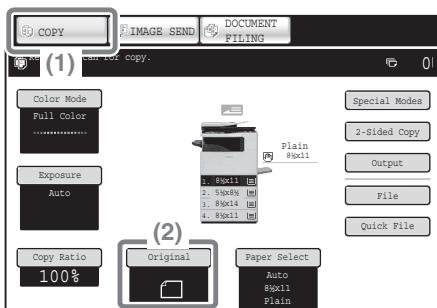 COPY
IMAGE SEND
DOCUMENT
FILING
can for copy.
0
(1)
Color Mode
Full Color
Exposure
Auto
Copy Ratio
100%
(2)
Original
Plain
8½x11
1. 8½x11
2. 5½x8½
3. 8½x14
4. 8½x11
Paper Select
Auto
8½x11
Plain
Special Modes
2-Sided Copy
Output
File
Quick File